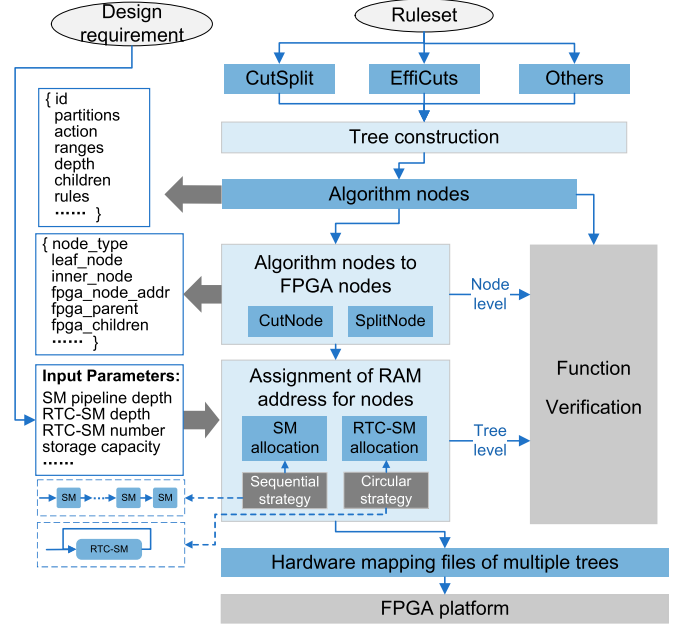 Design
requirement
Ruleset
CutSplit
EffiCuts
Others
Tree construction
Algorithm nodes
{ id
partitions
action
ranges
depth
children
rules
...... }
{ node_type
leaf_node
inner_node
fpga_node_addr
fpga_parent
fpga_children
...... }
Algorithm nodes to
FPGA nodes
CutNode
SplitNode
Node
level
Function
Verification
Input Parameters:
SM pipeline depth
RTC-SM depth
RTC-SM number
storage capacity
......
Assignment of RAM
address for nodes
SM
allocation
RTC-SM
allocation
Sequential
strategy
Circular
strategy
Tree
level
SM
SM
SM
RTC-SM
Hardware mapping files of multiple trees
FPGA platform